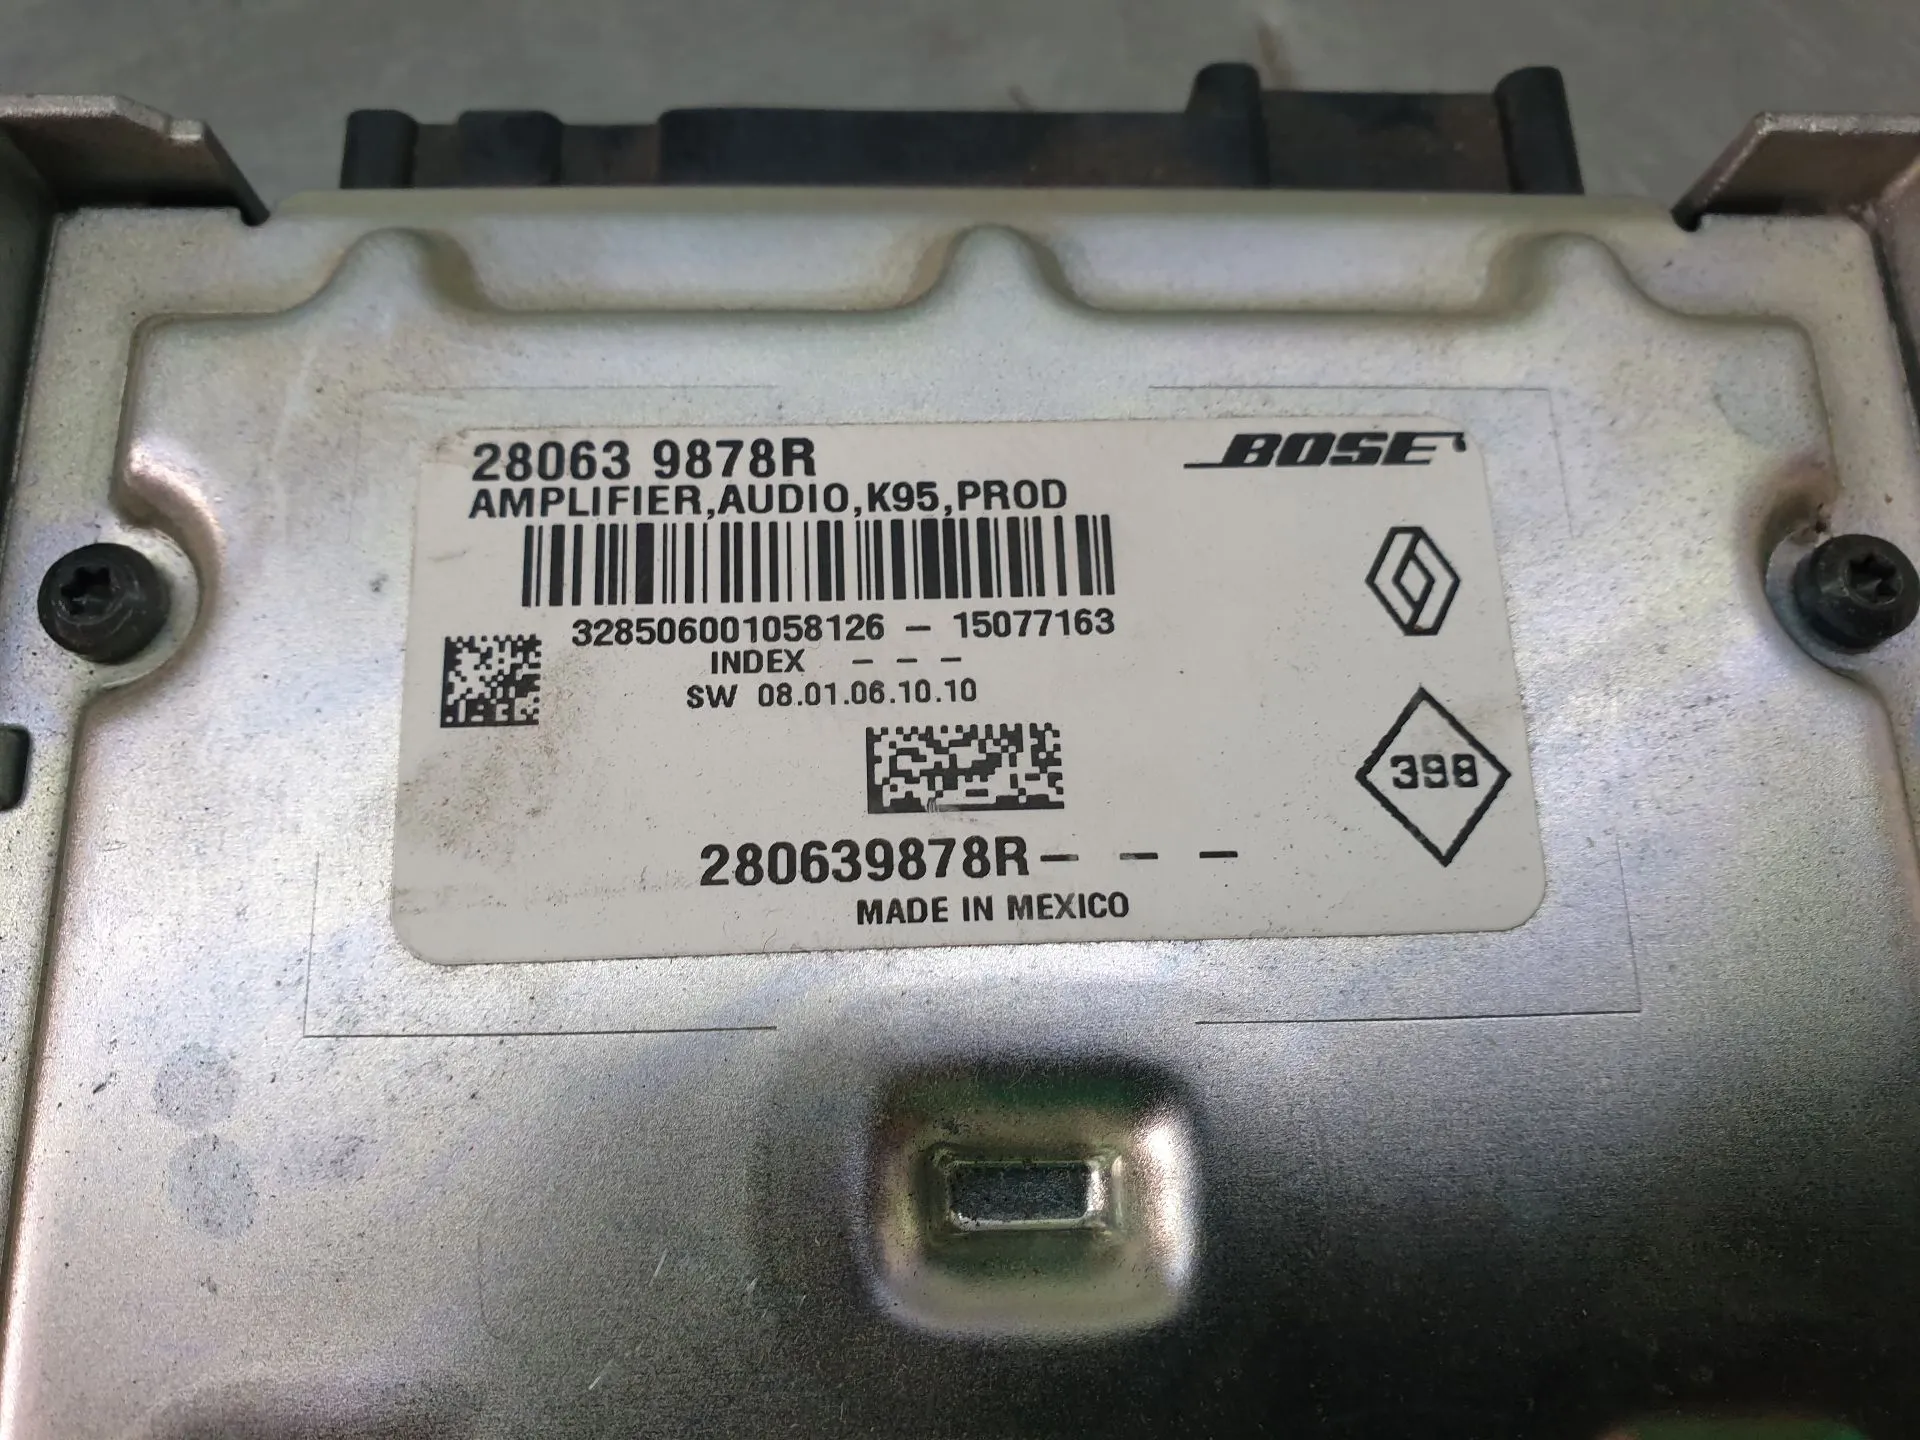 28063 9878R
BOSE
AMPLIFIER,AUDIO,K95,PROD
328506001058126 - 15077163
INDEX - - -
SW 08.01.06.10.10
398
280639878R- - -
MADE IN MEXICO